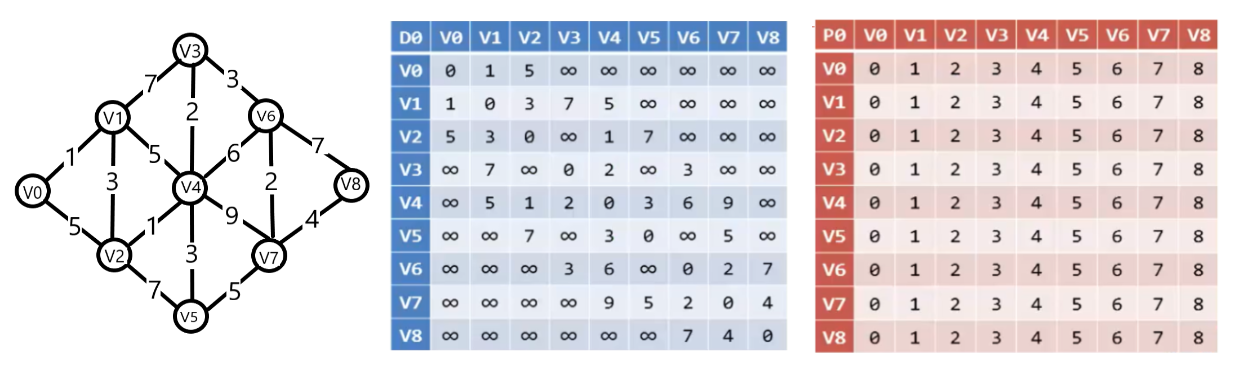 V3
7
3
2
V1
V6
1
5
6
7
V0
3
V4
2
V8
5
1
9
4
3
V2
V7
7
5
V5
D0 V0 V1 V2 V3 V4 V5 V6 V7 V8
V0 0 1 5 ∞ ∞ ∞ ∞ ∞ ∞
V1 1 0 3 7 5 ∞ ∞ ∞ ∞
V2 5 3 0 ∞ 1 7 ∞ ∞ ∞
V3 ∞ 7 ∞ 0 2 ∞ 3 ∞ ∞
V4 ∞ 5 1 2 0 3 6 9 ∞
V5 ∞ ∞ 7 ∞ 3 0 ∞ 5 ∞
V6 ∞ ∞ ∞ 3 6 ∞ 0 2 7
V7 ∞ ∞ ∞ ∞ 9 5 2 0 4
V8 ∞ ∞ ∞ ∞ ∞ ∞ 7 4 0
P0 V0 V1 V2 V3 V4 V5 V6 V7 V8
V0 0 1 2 3 4 5 6 7 8
V1 0 1 2 3 4 5 6 7 8
V2 0 1 2 3 4 5 6 7 8
V3 0 1 2 3 4 5 6 7 8
V4 0 1 2 3 4 5 6 7 8
V5 0 1 2 3 4 5 6 7 8
V6 0 1 2 3 4 5 6 7 8
V7 0 1 2 3 4 5 6 7 8
V8 0 1 2 3 4 5 6 7 8